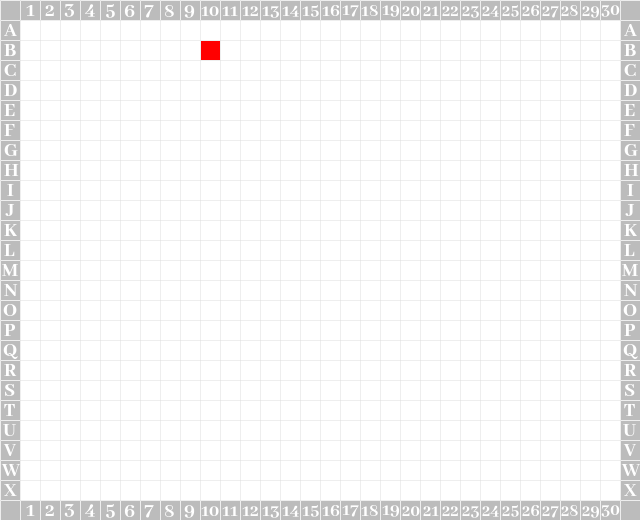 1 2 3 4 5 6 7 8 9 10 11 12 13 14 15 16 17 18 19 20 21 22 23 24 25 26 27 28 29 30
A A
B B
C C
D D
E E
F F
G G
H H
I I
J J
K K
L L
M M
N N
O O
P P
Q Q
R R
S S
T T
U U
V V
W W
X X
1 2 3 4 5 6 7 8 9 10 11 12 13 14 15 16 17 18 19 20 21 22 23 24 25 26 27 28 29 30